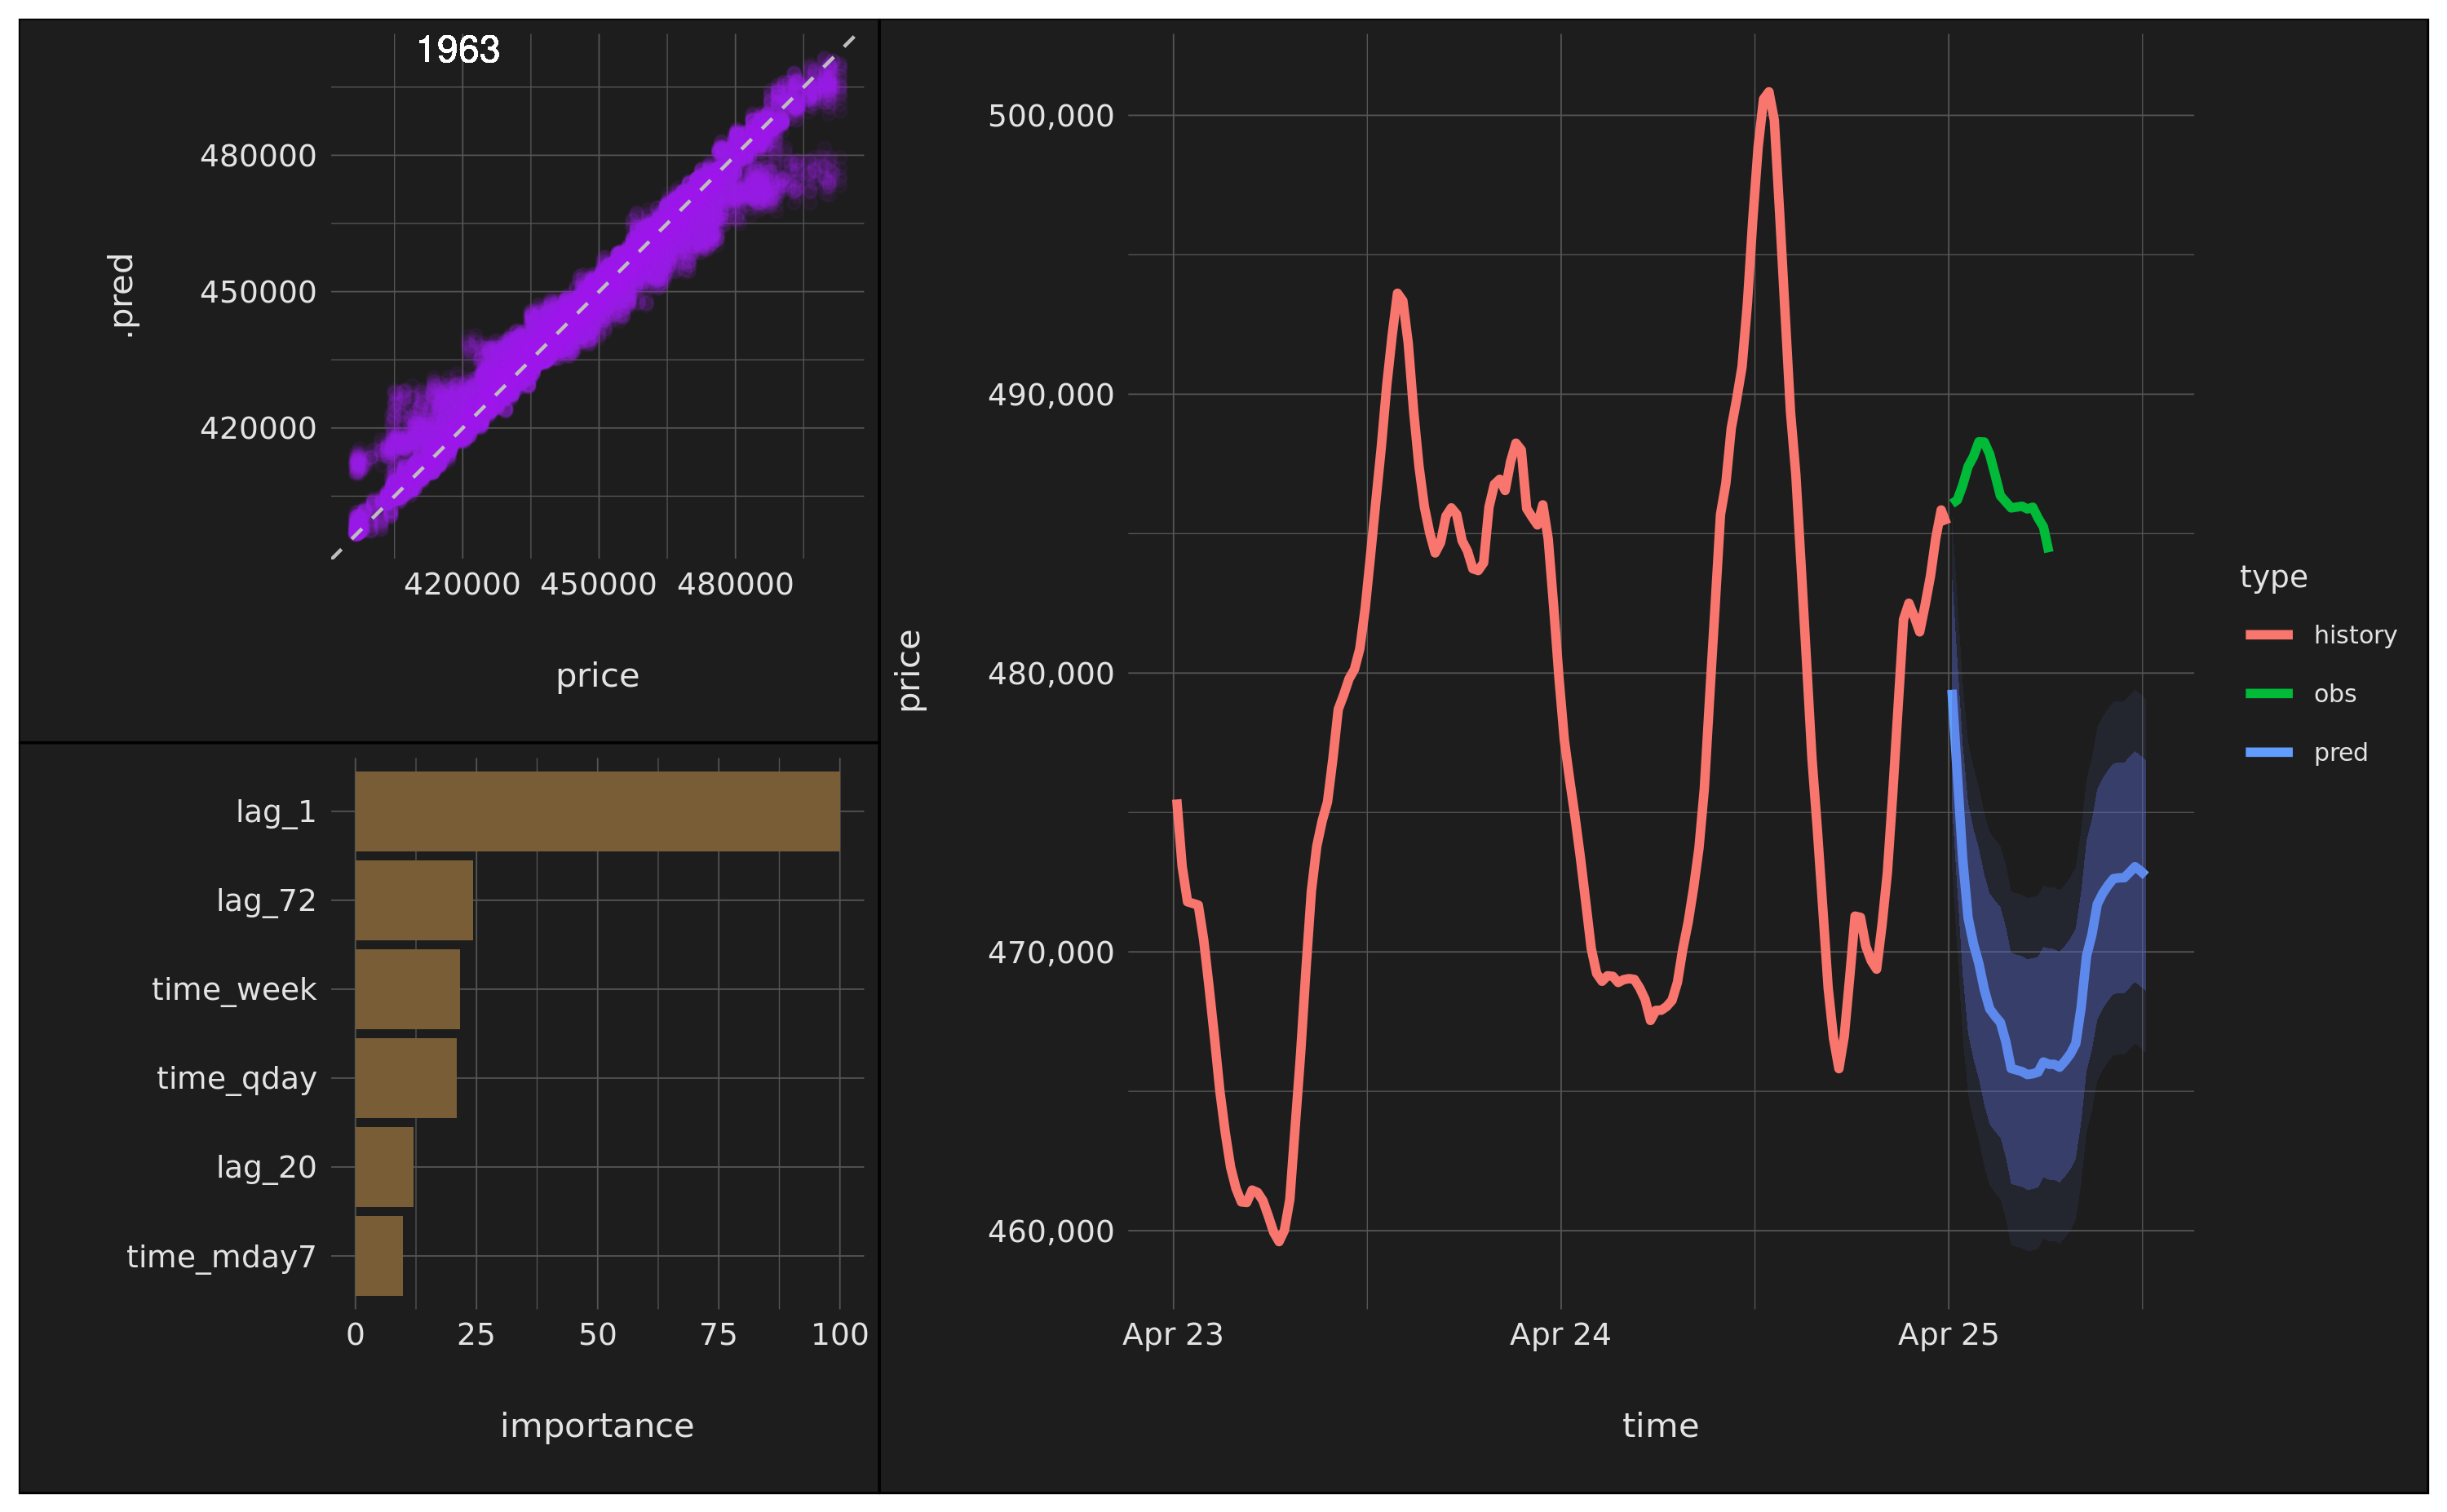 1963
.pred
480000
450000
420000
420000 450000 480000
price
lag_1
lag_72
time_week
time_qday
lag_20
time_mday7
0 25 50 75 100
importance
price
500,000
490,000
480,000
470,000
460,000
Apr 23 Apr 24 Apr 25
time
type
history
obs
pred